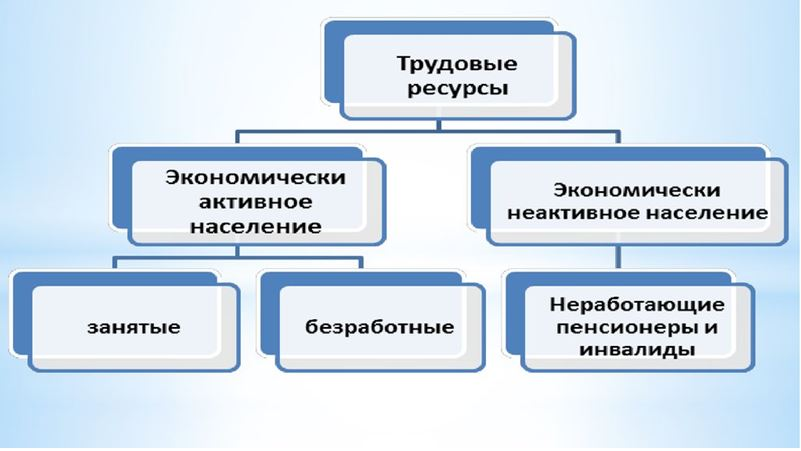 Трудовые
ресурсы
Экономически
активное
население
Экономически
неактивное население
занятые
безработные
Неработающие
пенсионеры и
инвалиды